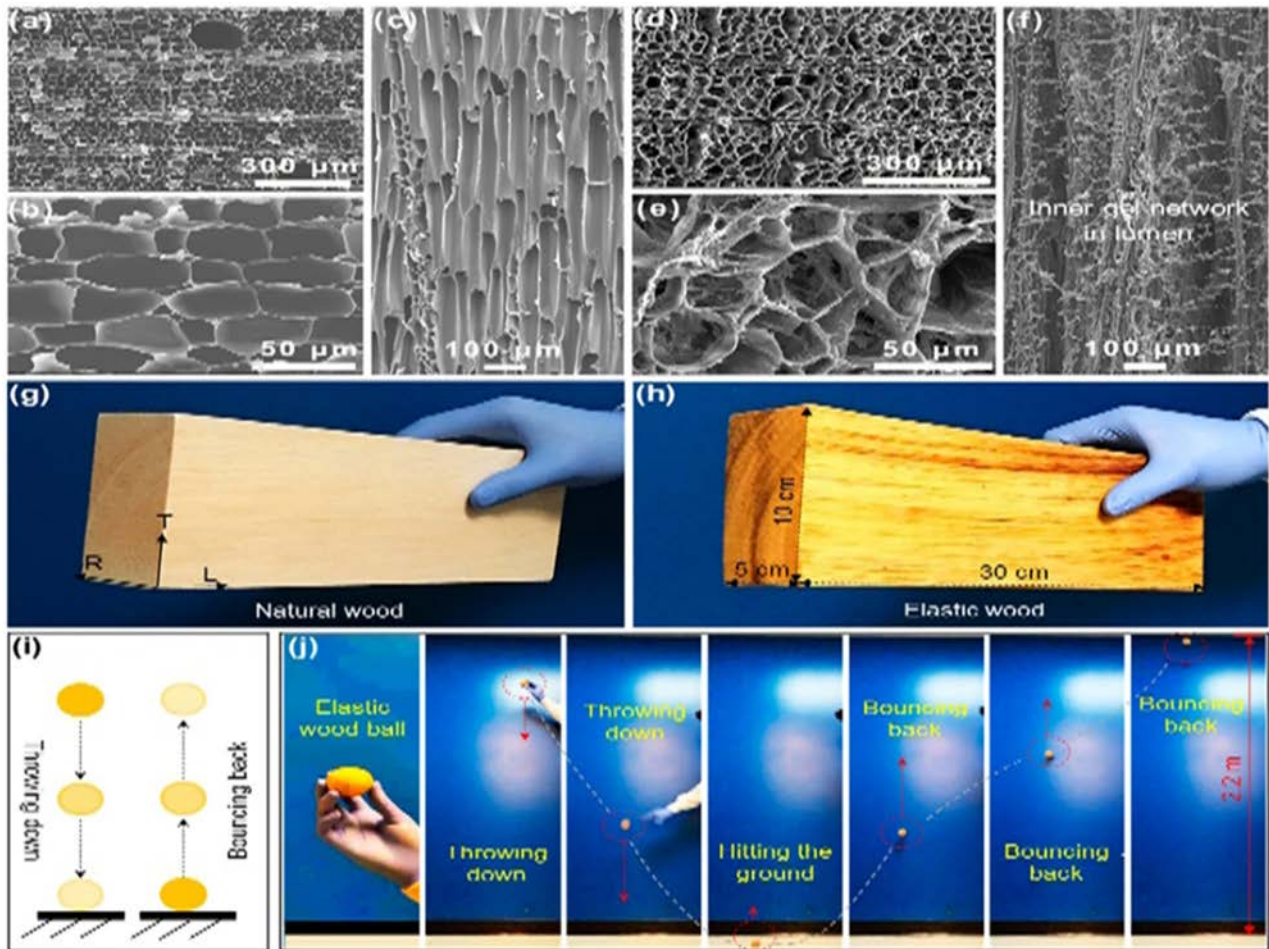 (a)
300 μm
(b)
50 μm
(c)
100 μm
(d)
300 μm
(e)
50 μm
(f)
Inner gel network
in lumen
100 μm
(g)
T
R
L
Natural wood
(h)
10 cm
5 cm
30 cm
Elastic wood
(i)
Throwing down
Bouncing back
(j)
Elastic
wood ball
Throwing
down
Throwing
down
Hitting the
ground
Bouncing
back
Bouncing
back
Bouncing
back
2.2 m